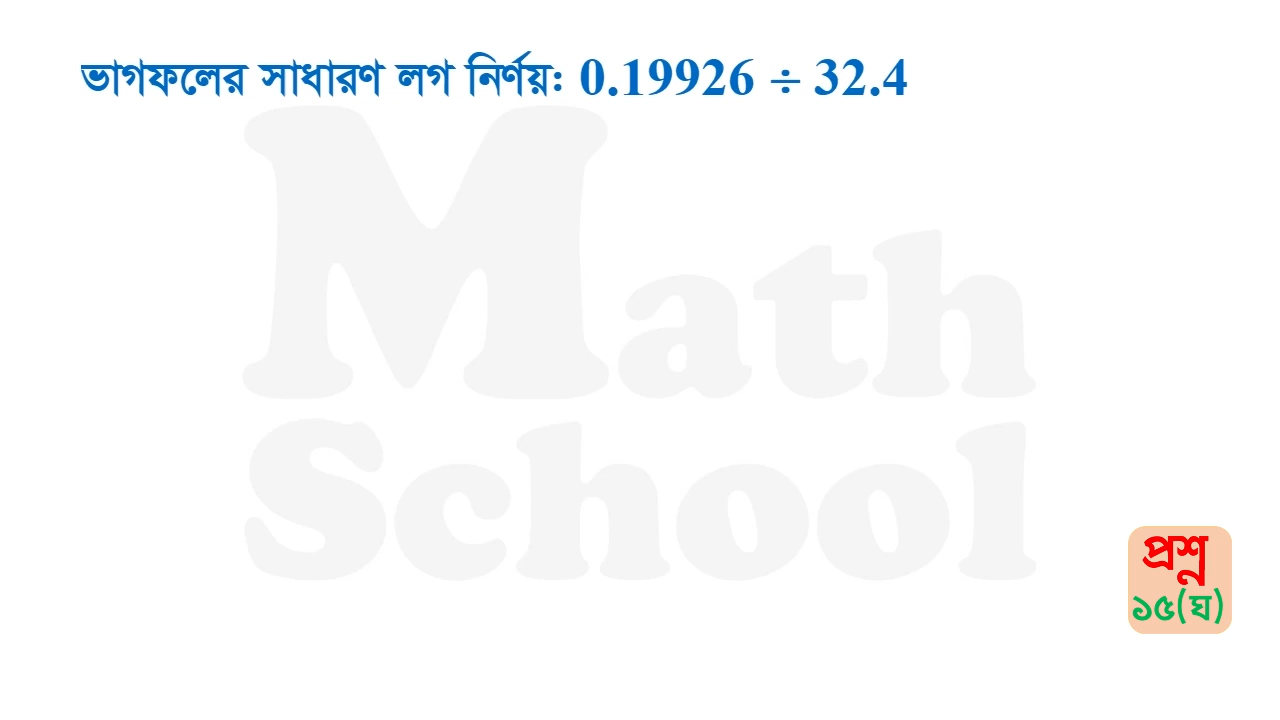 ভাগফলের সাধারণ লগ নির্ণয়ঃ 0.19926 ÷ 32.4
Math
School
প্রশ্ন
১৫(ঘ)